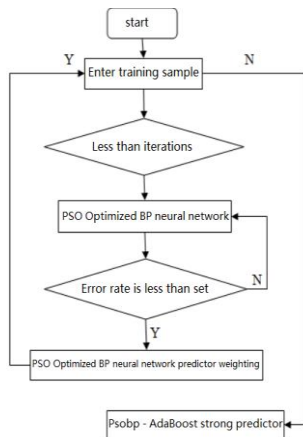 start
Y
N
Enter training sample
Less than iterations
PSO Optimized BP neural network
N
Error rate is less than set
Y
PSO Optimized BP neural network predictor weighting
Psobp - AdaBoost strong predictor